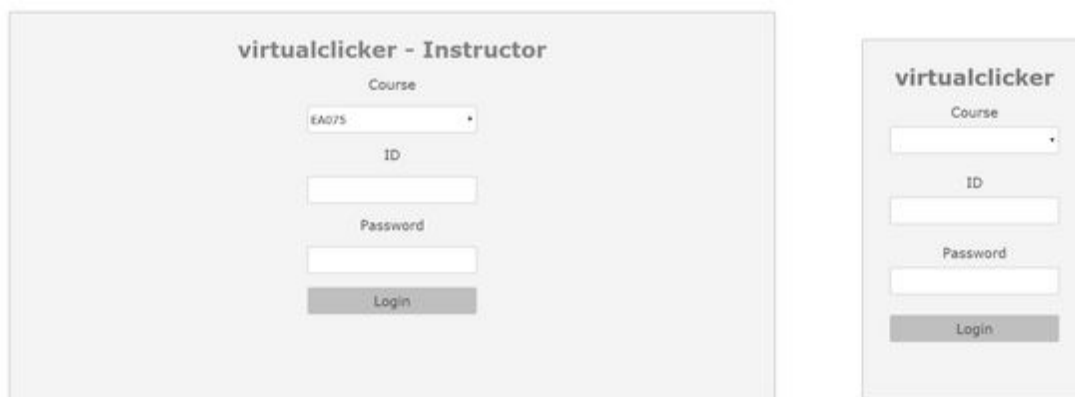 virtualclicker - Instructor
Course
EA075
ID
Password
Login
virtualclicker
Course
ID
Password
Login